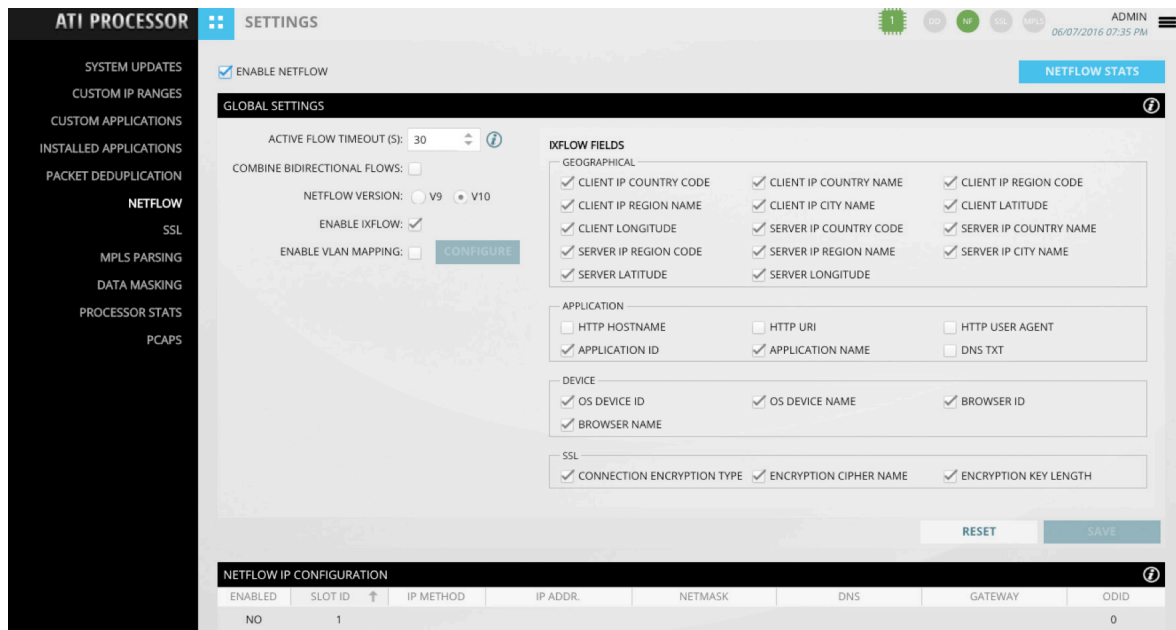 ATI PROCESSOR
SETTINGS
1
DD
NF
SSL
MPLS
ADMIN
06/07/2016 07:35 PM
SYSTEM UPDATES
CUSTOM IP RANGES
CUSTOM APPLICATIONS
INSTALLED APPLICATIONS
PACKET DEDUPLICATION
NETFLOW
SSL
MPLS PARSING
DATA MASKING
PROCESSOR STATS
PCAPS
ENABLE NETFLOW
NETFLOW STATS
GLOBAL SETTINGS
ACTIVE FLOW TIMEOUT (S): 30
COMBINE BIDIRECTIONAL FLOWS:
NETFLOW VERSION: V9 V10
ENABLE IXFLOW:
ENABLE VLAN MAPPING: CONFIGURE
IXFLOW FIELDS
GEOGRAPHICAL
CLIENT IP COUNTRY CODE CLIENT IP COUNTRY NAME CLIENT IP REGION CODE
CLIENT IP REGION NAME CLIENT IP CITY NAME CLIENT LATITUDE
CLIENT LONGITUDE SERVER IP COUNTRY CODE SERVER IP COUNTRY NAME
SERVER IP REGION CODE SERVER IP REGION NAME SERVER IP CITY NAME
SERVER LATITUDE SERVER LONGITUDE
APPLICATION
HTTP HOSTNAME HTTP URI HTTP USER AGENT
APPLICATION ID APPLICATION NAME DNS TXT
DEVICE
OS DEVICE ID OS DEVICE NAME BROWSER ID
BROWSER NAME
SSL
CONNECTION ENCRYPTION TYPE ENCRYPTION CIPHER NAME ENCRYPTION KEY LENGTH
RESET SAVE
NETFLOW IP CONFIGURATION
ENABLED SLOT ID IP METHOD IP ADDR. NETMASK DNS GATEWAY ODID
NO 1 0